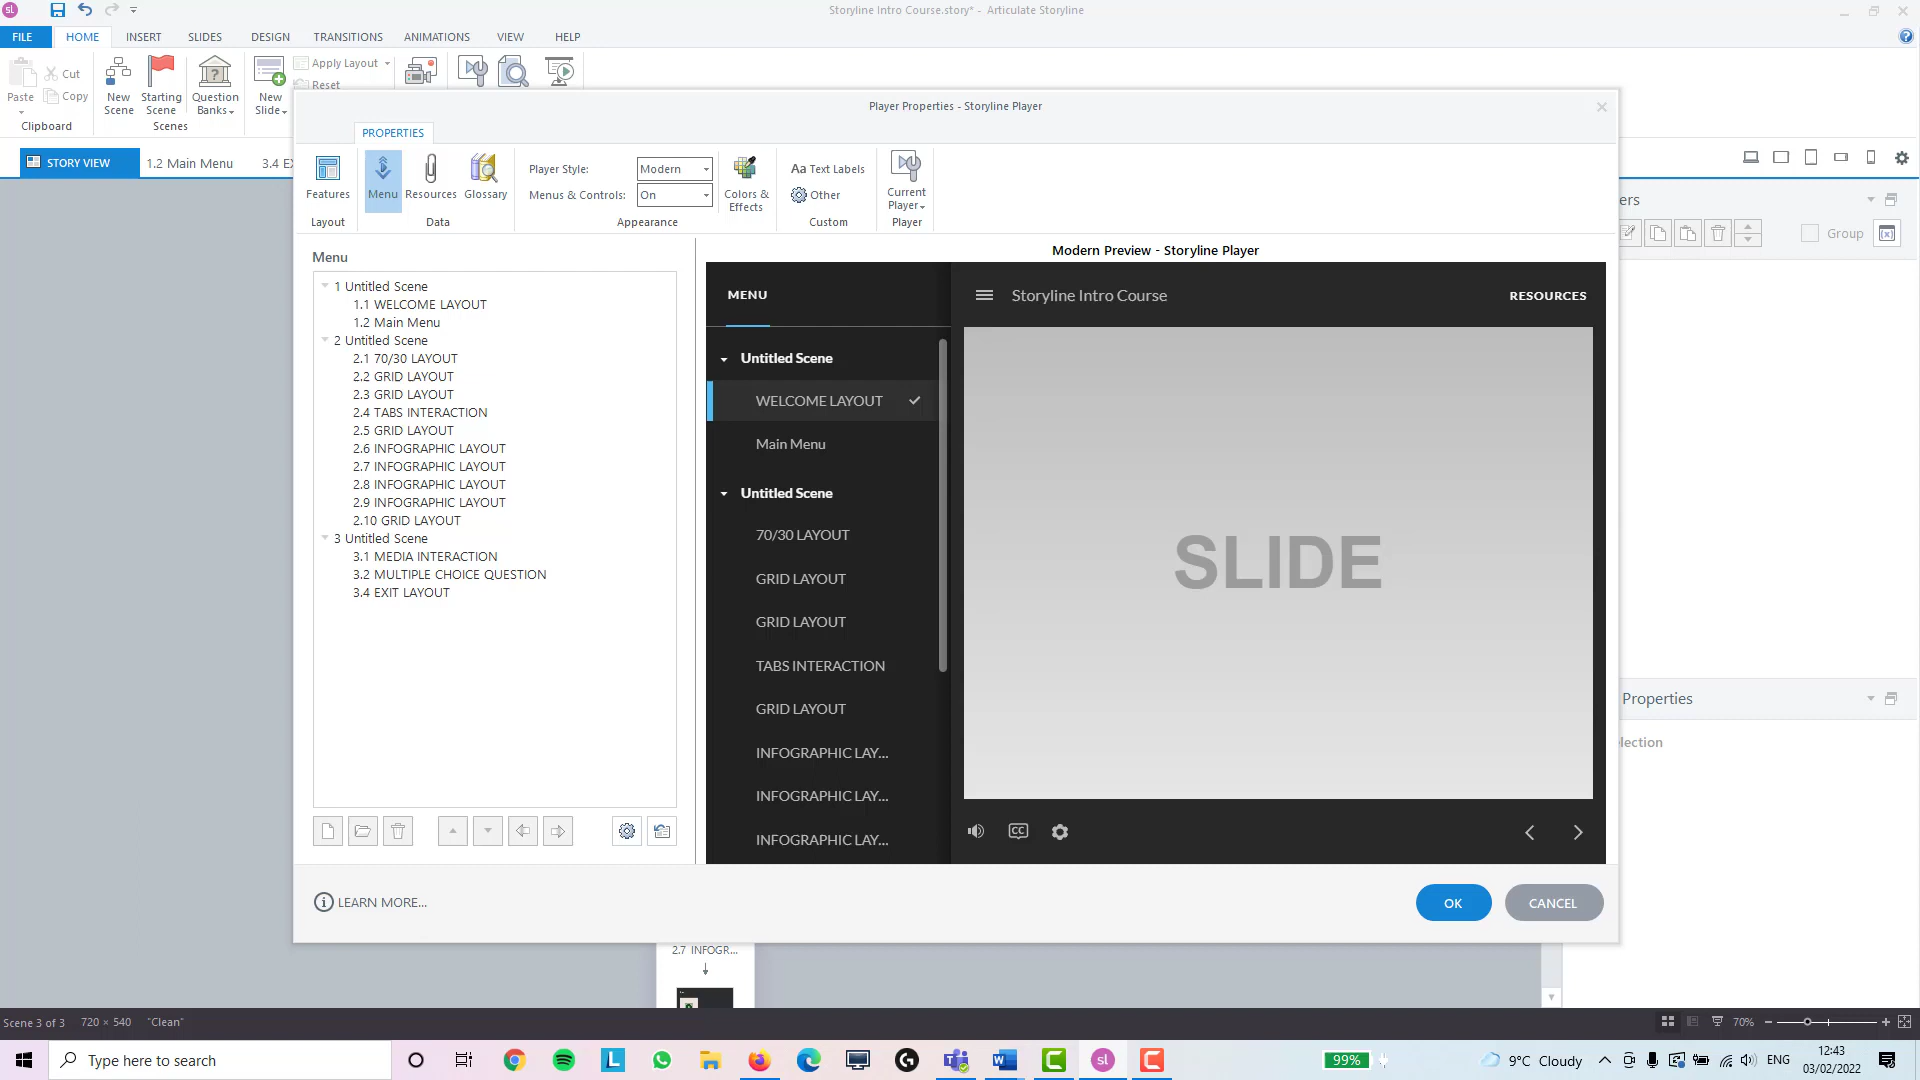 sl
Storyline Intro Course.story* - Articulate Storyline
FILE HOME INSERT SLIDES DESIGN TRANSITIONS ANIMATIONS VIEW HELP
Paste
Cut
Copy
Clipboard
New Scene
Starting Scene
Question Banks
Scenes
New Slide
Apply Layout
Reset
STORY VIEW
1.2 Main Menu
3.4 E
Player Properties - Storyline Player
PROPERTIES
Features
Layout
Menu
Resources
Glossary
Data
Player Style: Modern
Menus & Controls: On
Colors & Effects
Appearance
Aa Text Labels
Other
Custom
Current Player
Player
Menu
1 Untitled Scene
1.1 WELCOME LAYOUT
1.2 Main Menu
2 Untitled Scene
2.1 70/30 LAYOUT
2.2 GRID LAYOUT
2.3 GRID LAYOUT
2.4 TABS INTERACTION
2.5 GRID LAYOUT
2.6 INFOGRAPHIC LAYOUT
2.7 INFOGRAPHIC LAYOUT
2.8 INFOGRAPHIC LAYOUT
2.9 INFOGRAPHIC LAYOUT
2.10 GRID LAYOUT
3 Untitled Scene
3.1 MEDIA INTERACTION
3.2 MULTIPLE CHOICE QUESTION
3.4 EXIT LAYOUT
Modern Preview - Storyline Player
MENU
Untitled Scene
WELCOME LAYOUT
Main Menu
Untitled Scene
70/30 LAYOUT
GRID LAYOUT
GRID LAYOUT
TABS INTERACTION
GRID LAYOUT
INFOGRAPHIC LAY...
INFOGRAPHIC LAY...
INFOGRAPHIC LAY...
Storyline Intro Course
RESOURCES
SLIDE
CC
LEARN MORE...
OK
CANCEL
ers
Group
(x)
Properties
lection
2.7 INFOGR...
Scene 3 of 3 720 × 540 "Clean"
70%
Type here to search
L
sl
99%
9°C Cloudy
ENG
12:43
03/02/2022